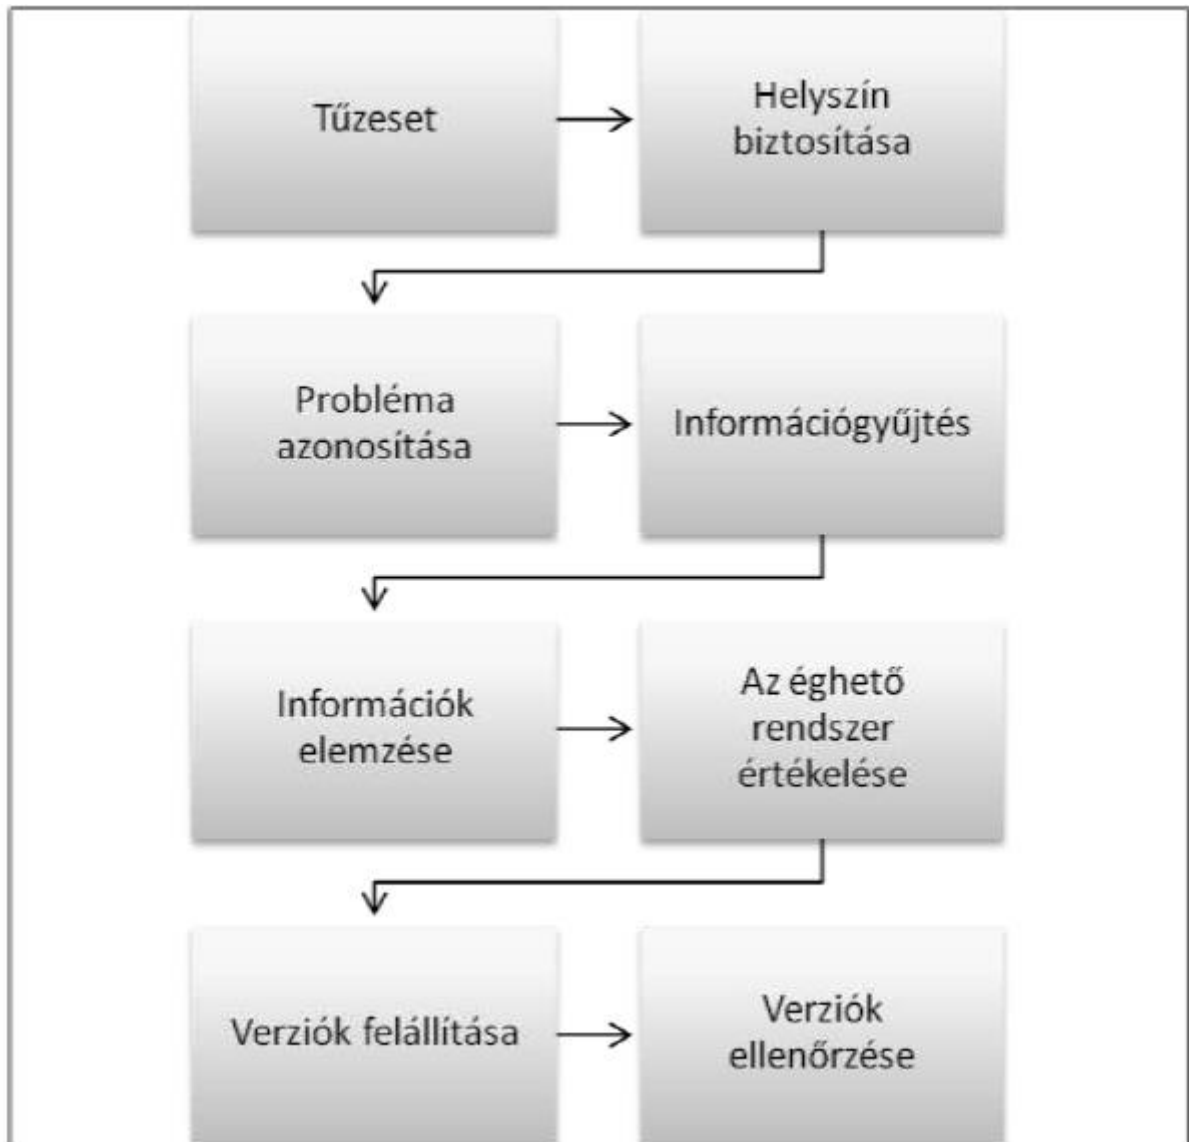 Tűzeset
Helyszín
biztosítása
Probléma
azonosítása
Információgyűjtés
Információk
elemzése
Az éghető
rendszer
értékelése
Verziók felállítása
Verziók
ellenőrzése